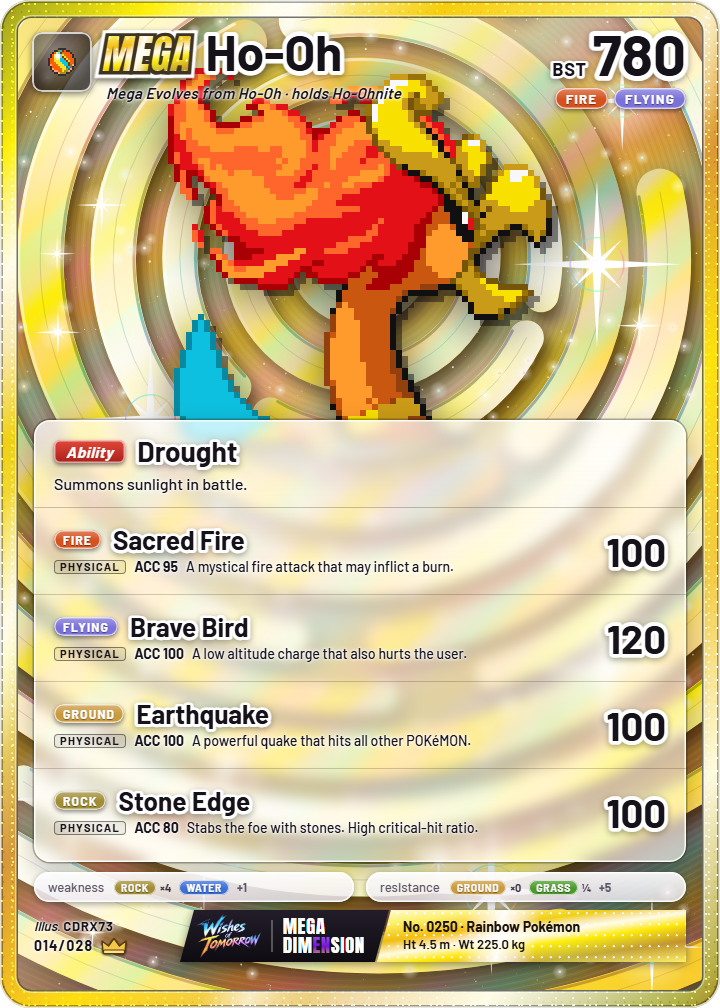 MEGA Ho-Oh
BST 780
Mega Evolves from Ho-Oh · holds Ho-Ohnite
FIRE FLYING
Ability Drought
Summons sunlight in battle.
FIRE Sacred Fire
100
PHYSICAL ACC 95 A mystical fire attack that may inflict a burn.
FLYING Brave Bird
120
PHYSICAL ACC 100 A low altitude charge that also hurts the user.
GROUND Earthquake
100
PHYSICAL ACC 100 A powerful quake that hits all other POKéMON.
ROCK Stone Edge
100
PHYSICAL ACC 80 Stabs the foe with stones. High critical-hit ratio.
weakness ROCK ×4 WATER +1
resistance GROUND ×0 GRASS ¼ +5
Illus. CDRX73
014/028
Wishes of TOMORROW
MEGA DIMENSION
No. 0250 · Rainbow Pokémon
Ht 4.5 m · Wt 225.0 kg